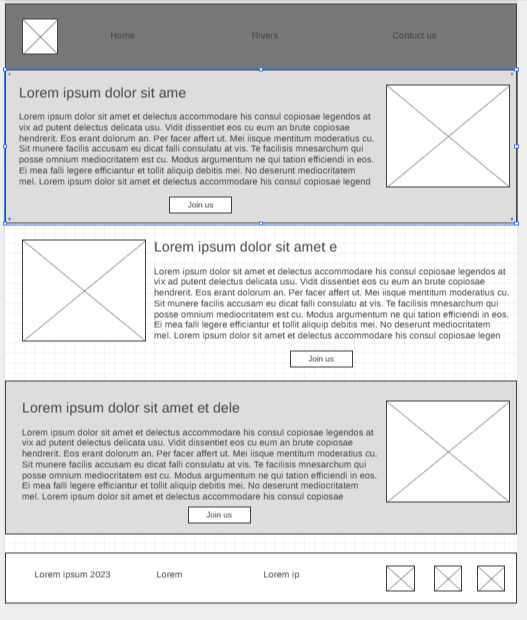 Home Rivers Contuct us
Lorem ipsum dolor sit ame
Lorem ipsum dolor sit amet et delectus accommodare his consul copiosae legendos at
vix ad putent delectus delicata usu. Vidit dissentiet eos cu eum an brute copiosae
hendrerit. Eos erant dolorum an. Per facer affert ut. Mei iisque mentitum moderatius cu.
Sit munere facilis accusam eu dicat falli consulatu at vis. Te facilisis mnesarchum qui
posse omnium mediocritatem est cu. Modus argumentum ne qui tation efficiendi in eos.
Ei mea falli legere efficiantur et tollit aliquip debitis mei. No deserunt mediocritatem
mel. Lorem ipsum dolor sit amet et delectus accommodare his consul copiosae legend
Join us
Lorem ipsum dolor sit amet e
Lorem ipsum dolor sit amet et delectus accommodare his consul copiosae legendos at
vix ad putent delectus delicata usu. Vidit dissentiet eos cu eum an brute copiosae
hendrerit. Eos erant dolorum an. Per facer affert ut. Mei iisque mentitum moderatius cu.
Sit munere facilis accusam eu dicat falli consulatu at vis. Te facilisis mnesarchum qui
posse omnium mediocritatem est cu. Modus argumentum ne qui tation efficiendi in eos.
Ei mea falli legere efficiantur et tollit aliquip debitis mei. No deserunt mediocritatem
mel. Lorem ipsum dolor sit amet et delectus accommodare his consul copiosae legen
Join us
Lorem ipsum dolor sit amet et dele
Lorem ipsum dolor sit amet et delectus accommodare his consul copiosae legendos at
vix ad putent delectus delicata usu. Vidit dissentiet eos cu eum an brute copiosae
hendrerit. Eos erant dolorum an. Per facer affert ut. Mei iisque mentitum moderatius cu.
Sit munere facilis accusam eu dicat falli consulatu at vis. Te facilisis mnesarchum qui
posse omnium mediocritatem est cu. Modus argumentum ne qui tation efficiendi in eos.
Ei mea falli legere efficiantur et tollit aliquip debitis mei. No deserunt mediocritatem
mel. Lorem ipsum dolor sit amet et delectus accommodare his consul copiosae
Join us
Lorem ipsum 2023 Lorem Lorem ip